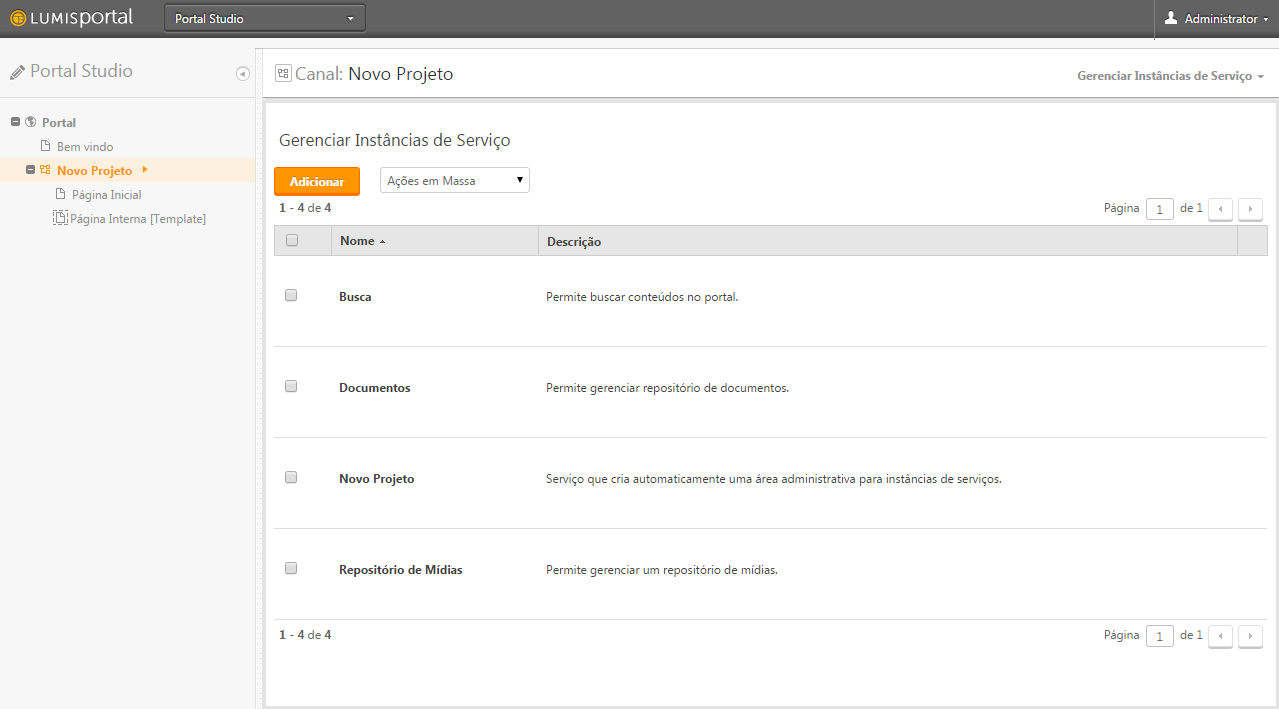 LUMISportal
Portal Studio
Administrator
Portal Studio
Canal: Novo Projeto
Gerenciar Instâncias de Serviço
Portal
Bem vindo
Novo Projeto
Página Inicial
Página Interna [Template]
Gerenciar Instâncias de Serviço
Adicionar
Ações em Massa
1 - 4 de 4
Página 1 de 1
Nome
Descrição
Busca
Permite buscar conteúdos no portal.
Documentos
Permite gerenciar repositório de documentos.
Novo Projeto
Serviço que cria automaticamente uma área administrativa para instâncias de serviços.
Repositório de Mídias
Permite gerenciar um repositório de mídias.
1 - 4 de 4
Página 1 de 1